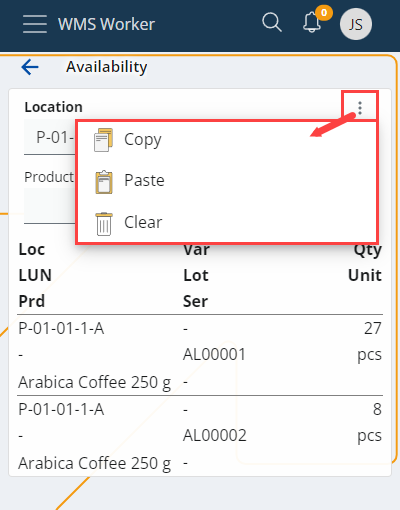 WMS Worker
0
JS
Availability
Location
P-01-
Copy
Product
Paste
Clear
Loc Var Qty
LUN Lot Unit
Prd Ser
P-01-01-1-A - 27
- AL00001 pcs
Arabica Coffee 250 g -
P-01-01-1-A - 8
- AL00002 pcs
Arabica Coffee 250 g -